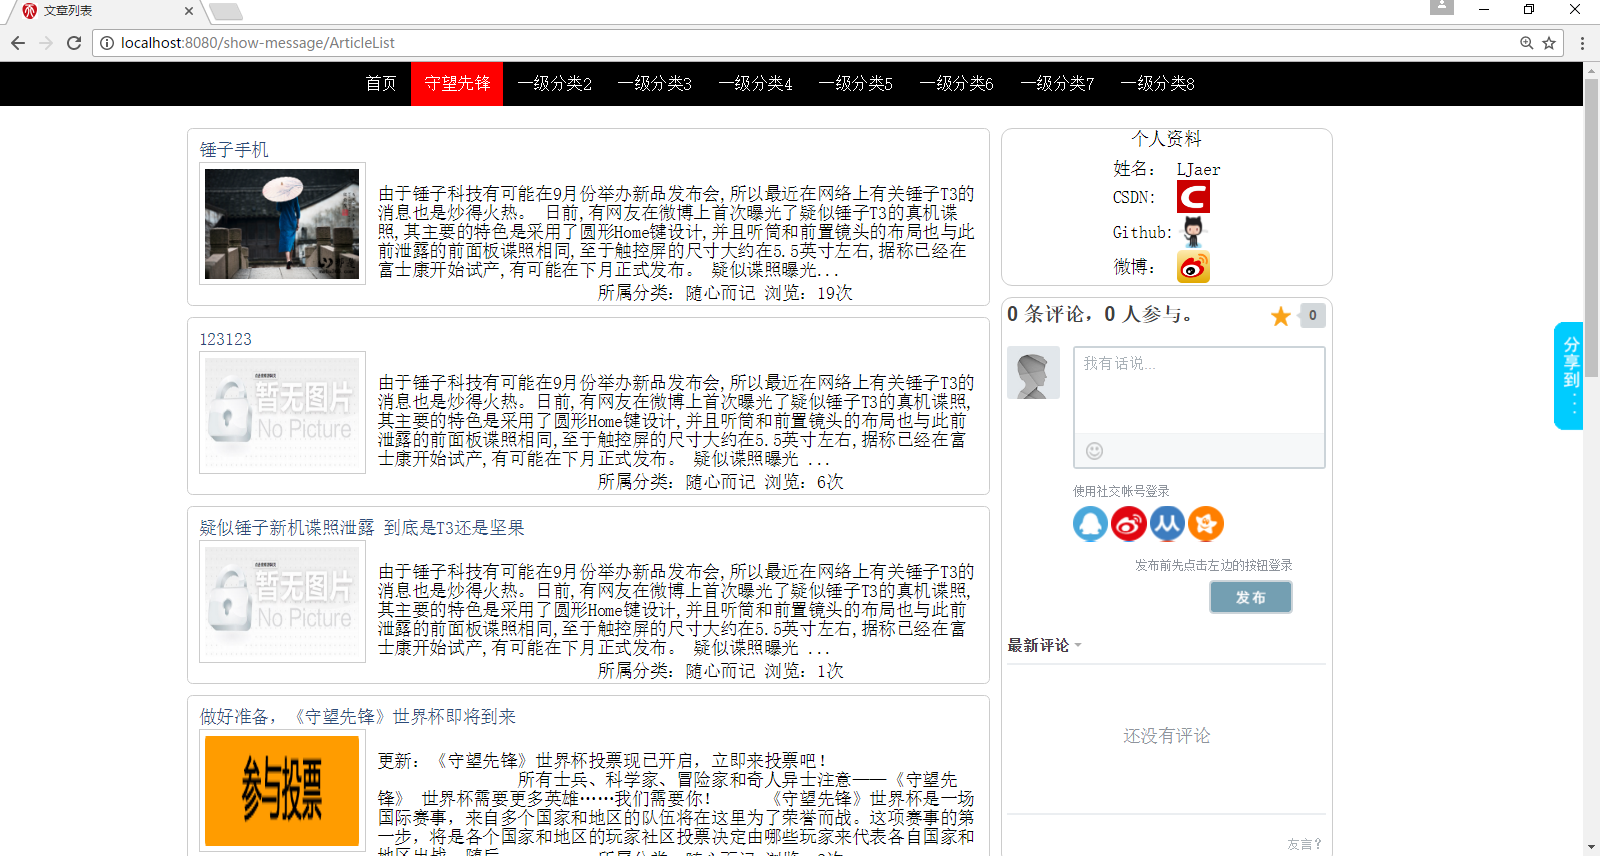 文章列表
localhost:8080/show-message/ArticleList
首页 守望先锋 一级分类2 一级分类3 一级分类4 一级分类5 一级分类6 一级分类7 一级分类8
锤子手机
由于锤子科技有可能在9月份举办新品发布会,所以最近在网络上有关锤子T3的
消息也是炒得火热。 日前,有网友在微博上首次曝光了疑似锤子T3的真机谍
照,其主要的特色是采用了圆形Home键设计,并且听筒和前置镜头的布局也与此
前泄露的前面板谍照相同,至于触控屏的尺寸大约在5.5英寸左右,据称已经在
富士康开始试产,有可能在下月正式发布。 疑似谍照曝光...
所属分类: 随心而记 浏览: 19次
123123
暂无图片
No Picture
由于锤子科技有可能在9月份举办新品发布会,所以最近在网络上有关锤子T3的
消息也是炒得火热。日前,有网友在微博上首次曝光了疑似锤子T3的真机谍照,
其主要的特色是采用了圆形Home键设计,并且听筒和前置镜头的布局也与此前
泄露的前面板谍照相同,至于触控屏的尺寸大约在5.5英寸左右,据称已经在富
士康开始试产,有可能在下月正式发布。 疑似谍照曝光 ...
所属分类: 随心而记 浏览: 6次
疑似锤子新机谍照泄露 到底是T3还是坚果
暂无图片
No Picture
由于锤子科技有可能在9月份举办新品发布会,所以最近在网络上有关锤子T3的
消息也是炒得火热。日前,有网友在微博上首次曝光了疑似锤子T3的真机谍照,
其主要的特色是采用了圆形Home键设计,并且听筒和前置镜头的布局也与此前
泄露的前面板谍照相同,至于触控屏的尺寸大约在5.5英寸左右,据称已经在富
士康开始试产,有可能在下月正式发布。 疑似谍照曝光 ...
所属分类: 随心而记 浏览: 1次
做好准备，《守望先锋》世界杯即将到来
参与投票
更新：《守望先锋》世界杯投票现已开启，立即来投票吧！
所有士兵、科学家、冒险家和奇人异士注意——《守望先
锋》 世界杯需要更多英雄……我们需要你！ 《守望先锋》世界杯是一场
国际赛事，来自多个国家和地区的队伍将在这里为了荣誉而战。这项赛事的第
一步，将是各个国家和地区的玩家社区投票决定由哪些玩家来代表各自国家和
个人资料
姓名： LJaer
CSDN:
Github:
微博：
0 条评论，0 人参与。 0
我有话说...
使用社交帐号登录
发布前先点击左边的按钮登录
发布
最新评论
还没有评论
友言?
分享到